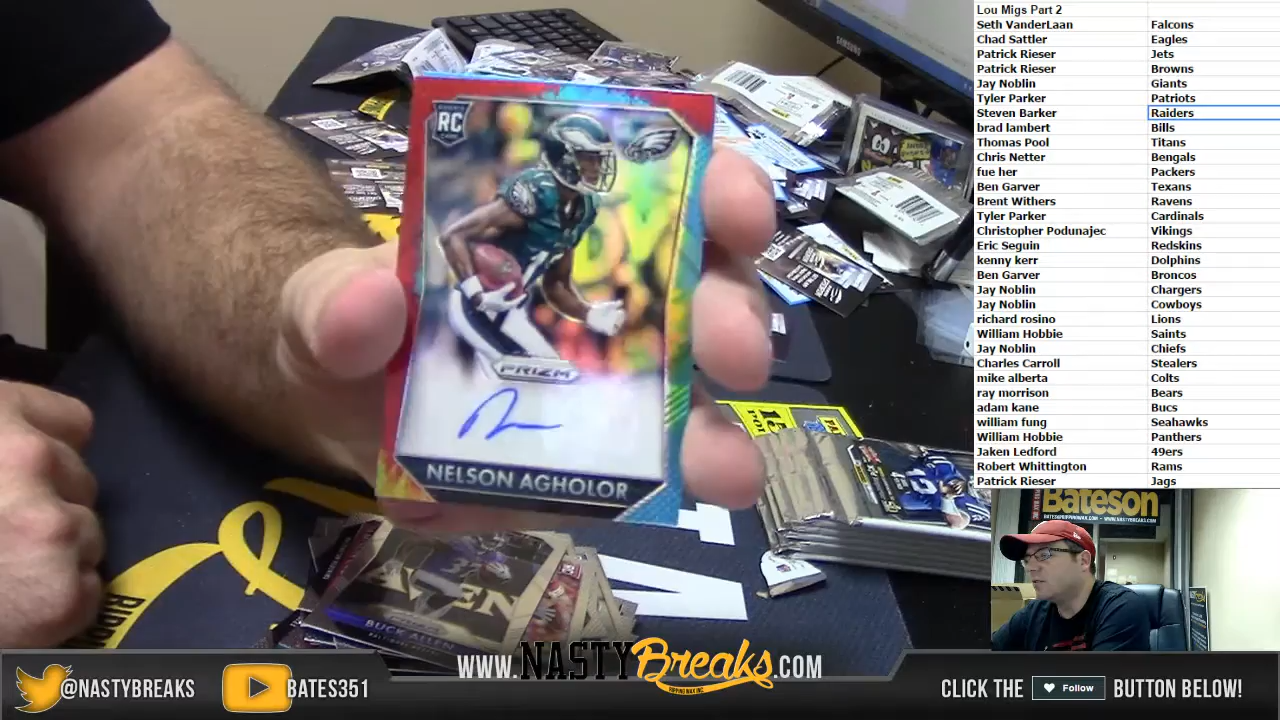 Lou Migs Part 2
Seth VanderLaan Falcons
Chad Sattler Eagles
Patrick Rieser Jets
Patrick Rieser Browns
Jay Noblin Giants
Tyler Parker Patriots
Steven Barker Raiders
brad lambert Bills
Thomas Pool Titans
Chris Netter Bengals
fue her Packers
Ben Garver Texans
Brent Withers Ravens
Tyler Parker Cardinals
Christopher Podunajec Vikings
Eric Seguin Redskins
kenny kerr Dolphins
Ben Garver Broncos
Jay Noblin Chargers
Jay Noblin Cowboys
richard rosino Lions
William Hobbie Saints
Jay Noblin Chiefs
Charles Carroll Stealers
mike alberta Colts
ray morrison Bears
adam kane Bucs
william fung Seahawks
William Hobbie Panthers
Jaken Ledford 49ers
Robert Whittington Rams
Patrick Rieser Jags
SAMSUNG
RC
PRIZM
NELSON AGHOLOR
BUCK ALLEN
Bateson
@NASTYBREAKS
BATES351
WWW.NASTYBreaks.COM
RIPPING WAX INC
CLICK THE Follow BUTTON BELOW!